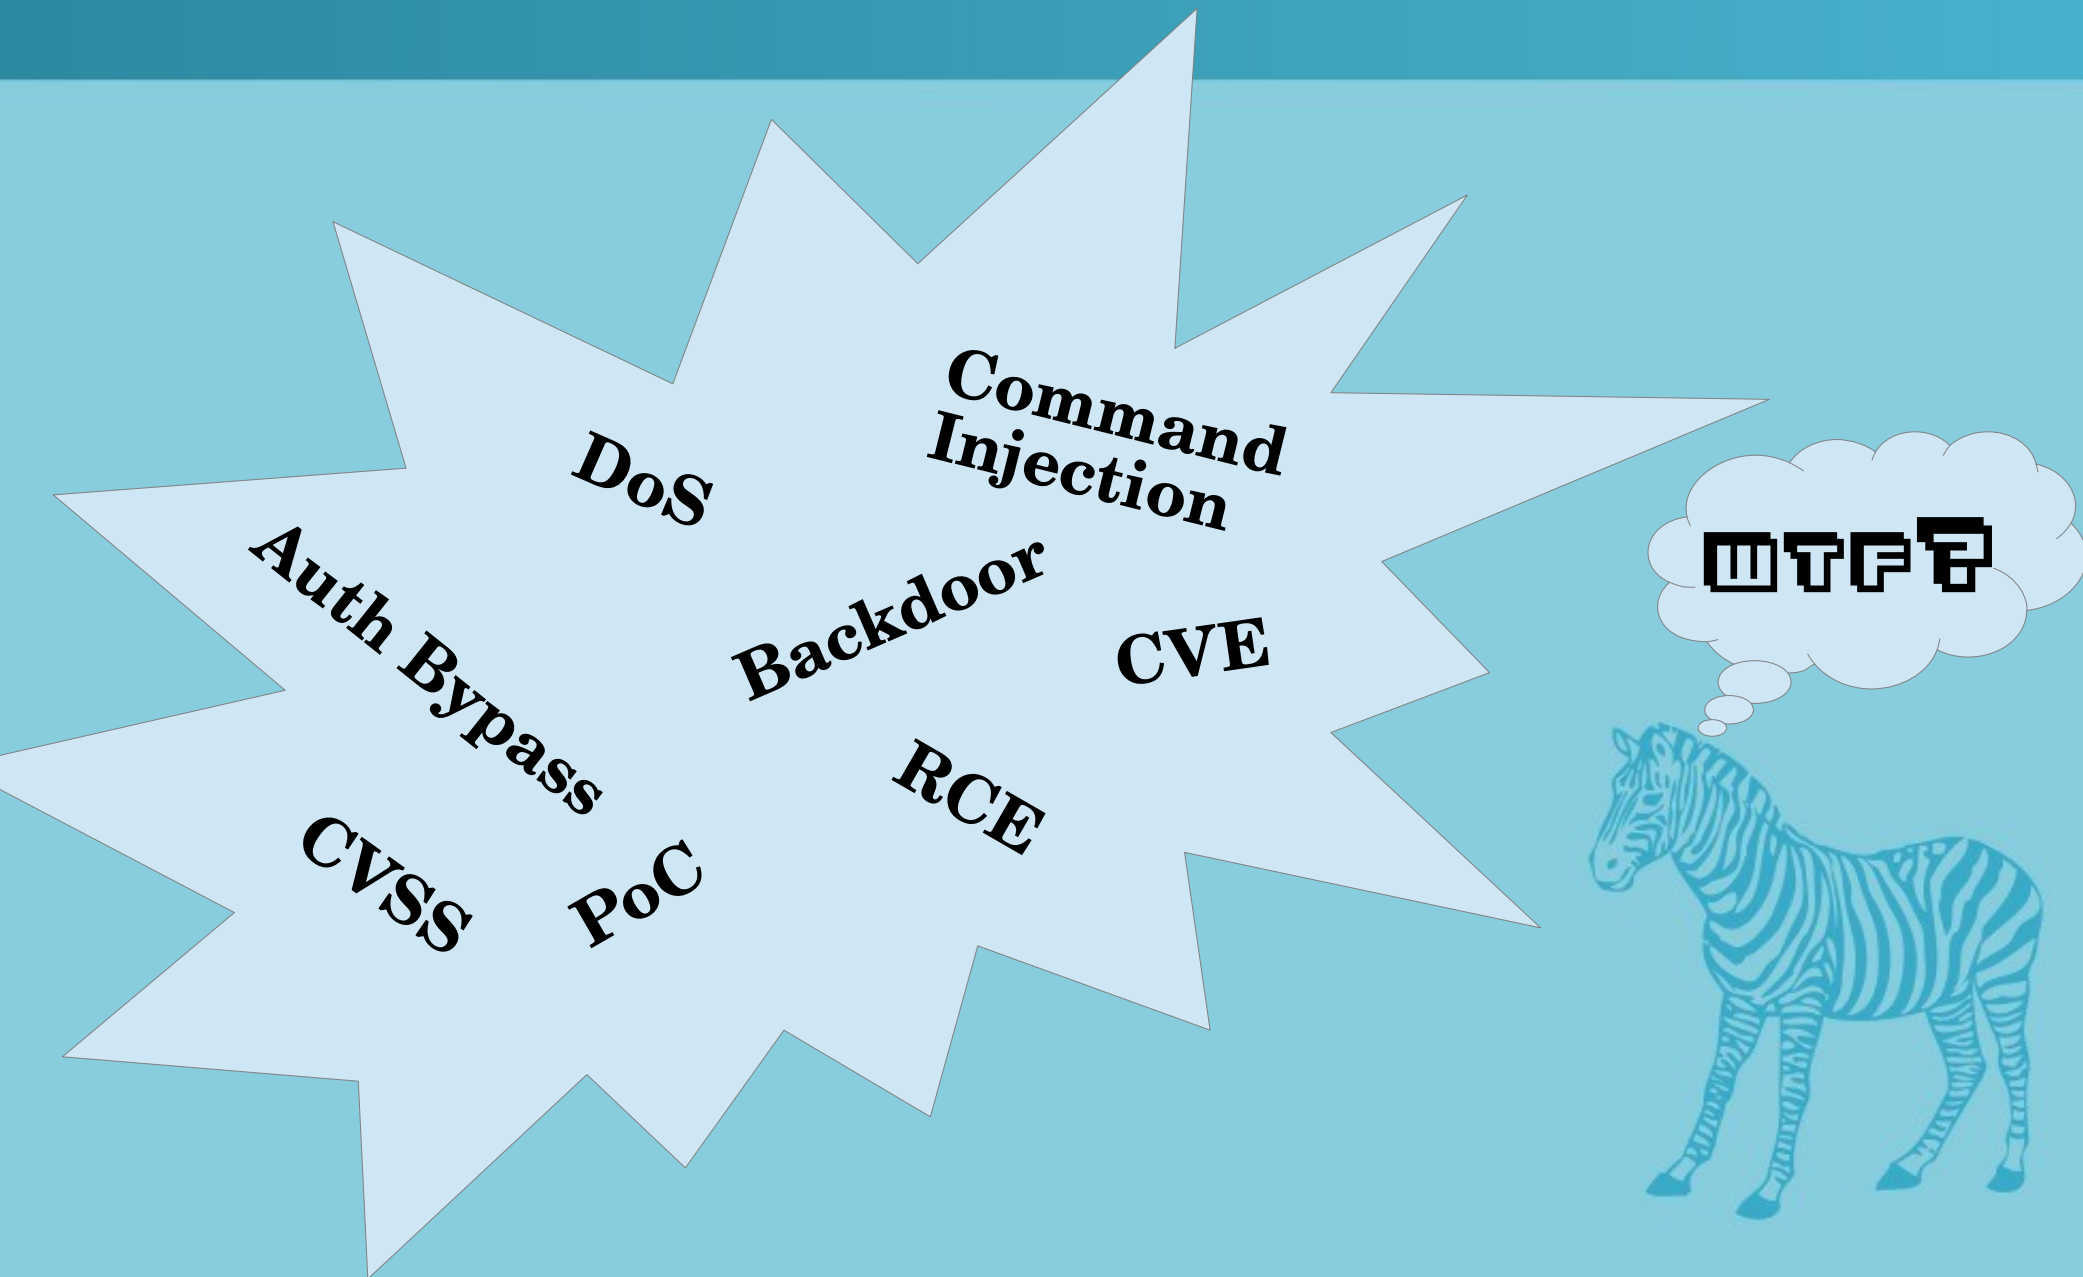 Command
Injection
DoS
Auth Bypass
Backdoor
CVE
RCE
CVSS
PoC
WTF?